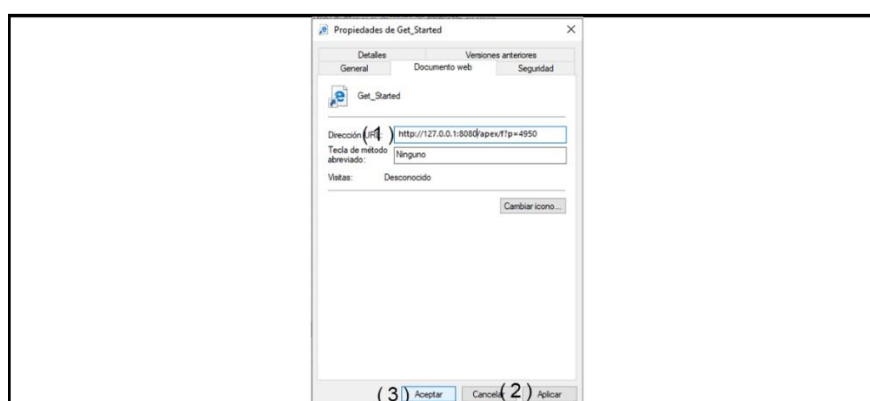 Propiedades de Get_Started
Detalles Versiones anteriores
General Documento web Seguridad
Get_Started
Dirección URL: ( 1 ) http://127.0.0.1:8080/apex/f?p=4950
Tecla de método
abreviado: Ninguno
Visitas: Desconocido
Cambiar icono...
( 3 ) Aceptar Cancelar ( 2 ) Aplicar